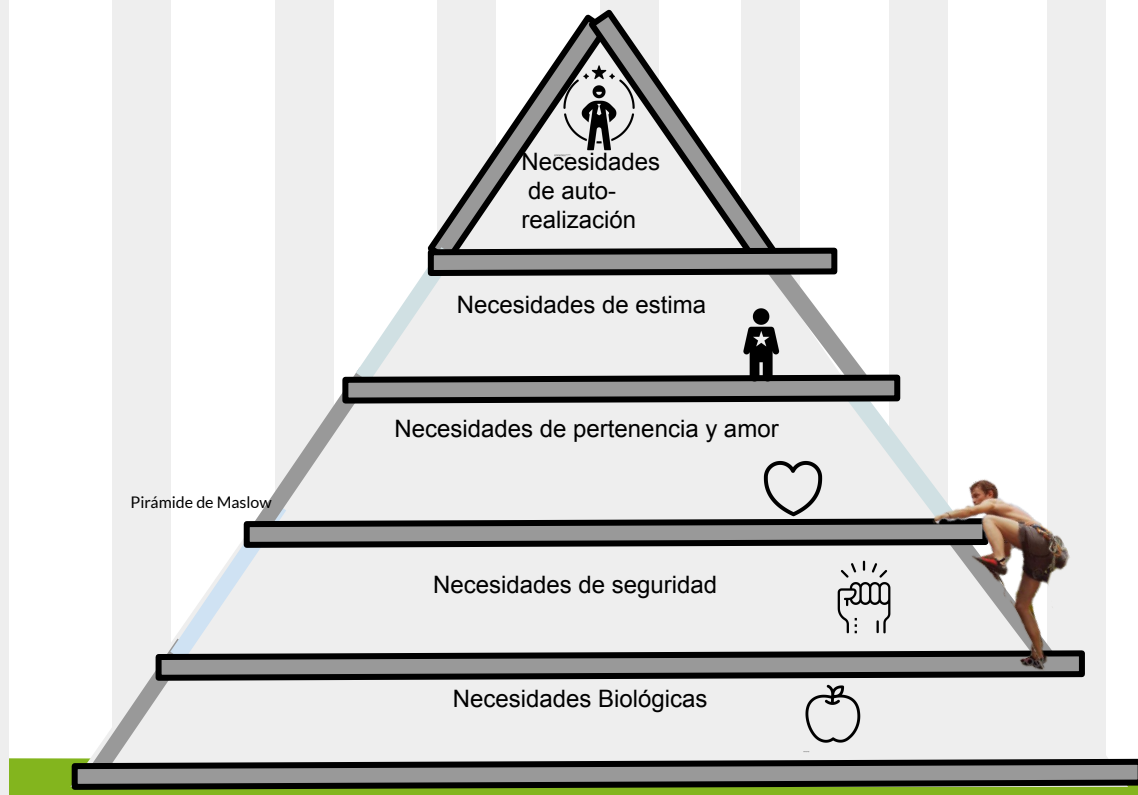 Necesidades
de auto-
realización
Necesidades de estima
Necesidades de pertenencia y amor
Pirámide de Maslow
Necesidades de seguridad
Necesidades Biológicas